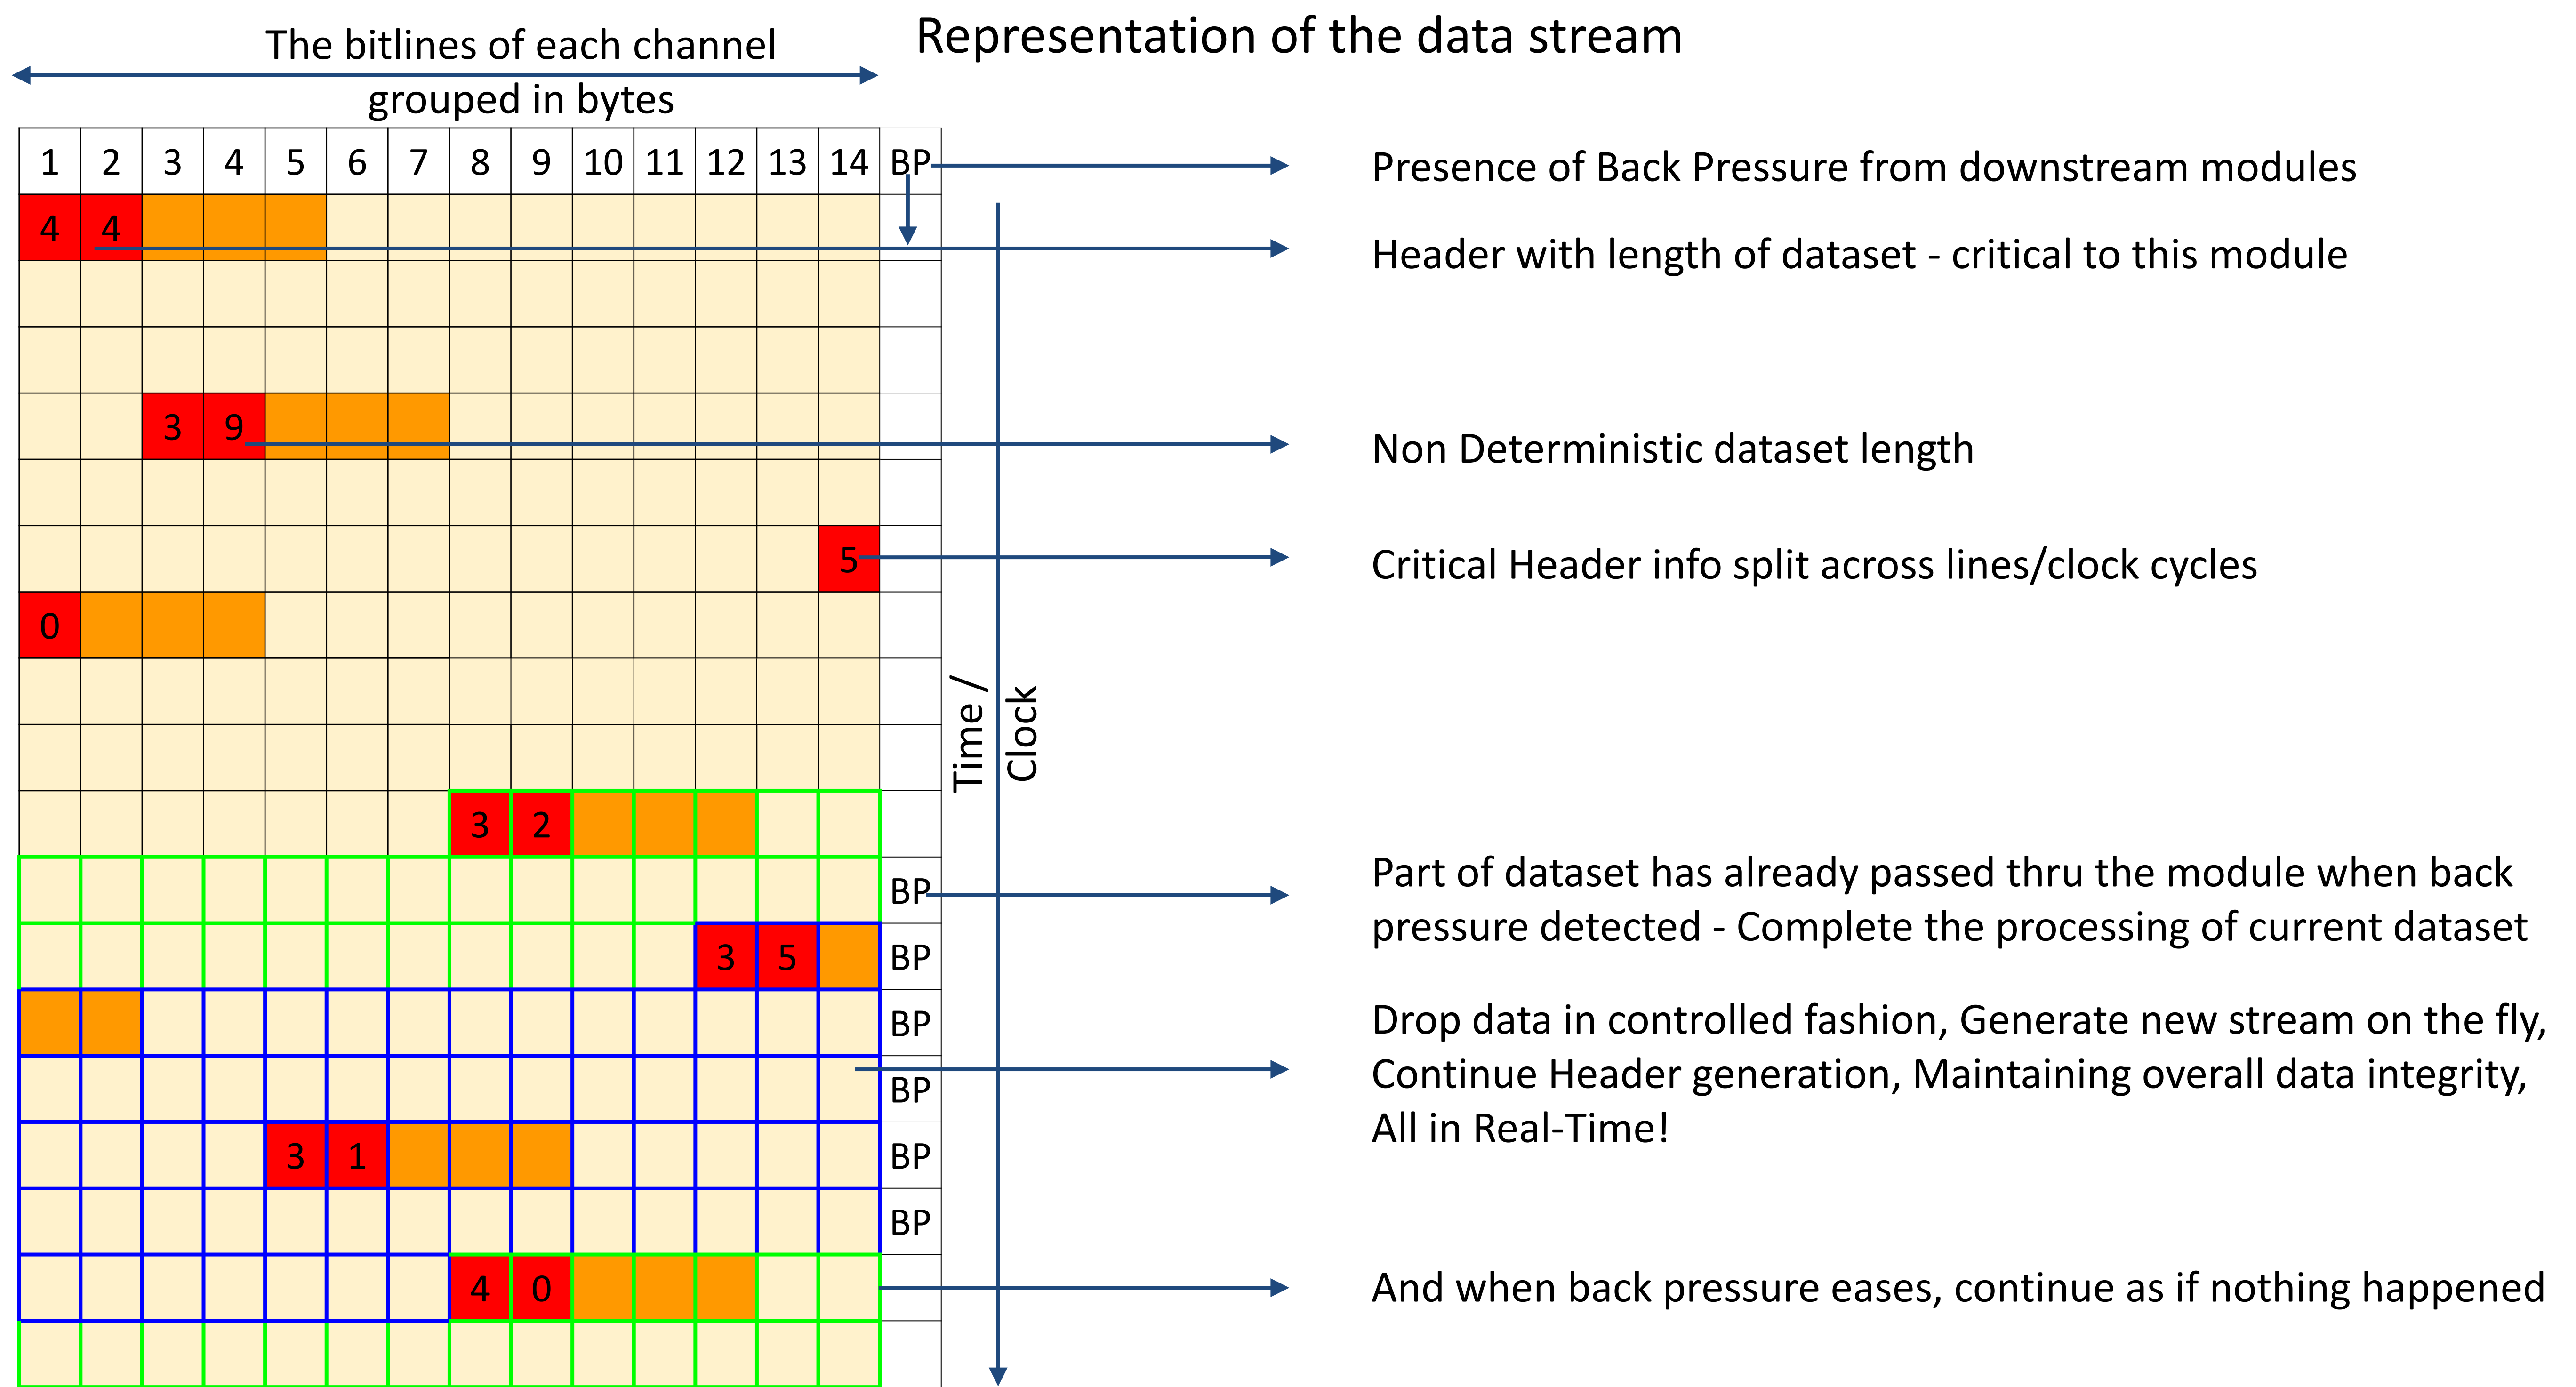 Representation of the data stream
The bitlines of each channel
grouped in bytes
1 2 3 4 5 6 7 8 9 10 11 12 13 14 BP
Presence of Back Pressure from downstream modules
4 4
Header with length of dataset - critical to this module
3 9
Non Deterministic dataset length
5
Critical Header info split across lines/clock cycles
0
Time /
Clock
3 2
BP
Part of dataset has already passed thru the module when back
pressure detected - Complete the processing of current dataset
3 5 BP
BP
Drop data in controlled fashion, Generate new stream on the fly,
Continue Header generation, Maintaining overall data integrity,
All in Real-Time!
BP
3 1 BP
BP
4 0
And when back pressure eases, continue as if nothing happened